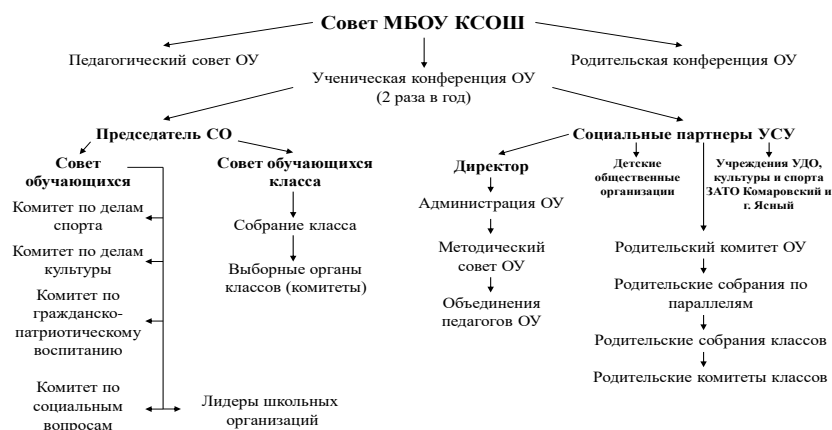 Совет МБОУ КСОШ
Педагогический совет ОУ
Родительская конференция ОУ
Ученическая конференция ОУ
(2 раза в год)
Председатель СО
Социальные партнеры УСУ
Совет
обучающихся
Комитет по делам
спорта
Комитет по делам
культуры
Комитет по
гражданско-
патриотическому
воспитанию
Комитет по
социальным
вопросам
Лидеры школьных
организаций
Совет обучающихся
класса
Собрание класса
Выборные органы
классов (комитеты)
Директор
Администрация ОУ
Методический
совет ОУ
Объединения
педагогов ОУ
Детские
общественные
организации
Учреждения УДО,
культуры и спорта
ЗАТО Комаровский и
г. Ясный
Родительский комитет ОУ
Родительские собрания по
параллелям
Родительские собрания классов
Родительские комитеты классов